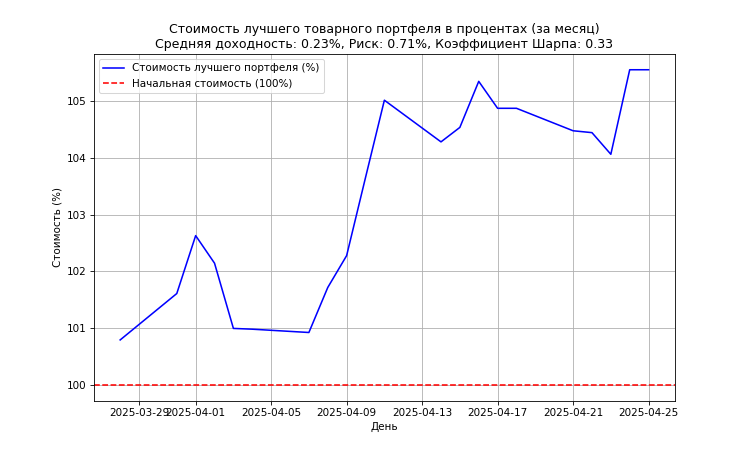 Стоимость лучшего товарного портфеля в процентах (за месяц)
Средняя доходность: 0.23%, Риск: 0.71%, Коэффициент Шарпа: 0.33
Стоимость лучшего портфеля (%)
Начальная стоимость (100%)
Стоимость (%)
105
104
103
102
101
100
2025-03-29
2025-04-01
2025-04-05
2025-04-09
2025-04-13
2025-04-17
2025-04-21
2025-04-25
День